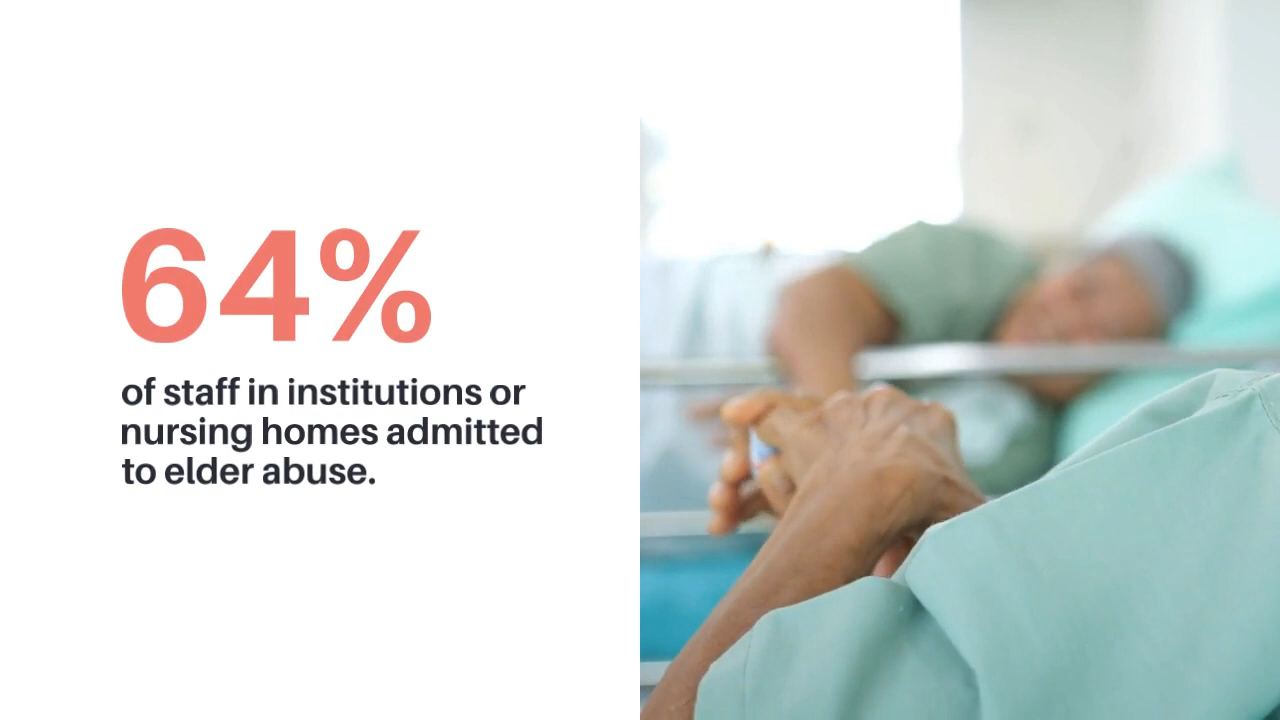 64%
of staff in institutions or
nursing homes admitted
to elder abuse.